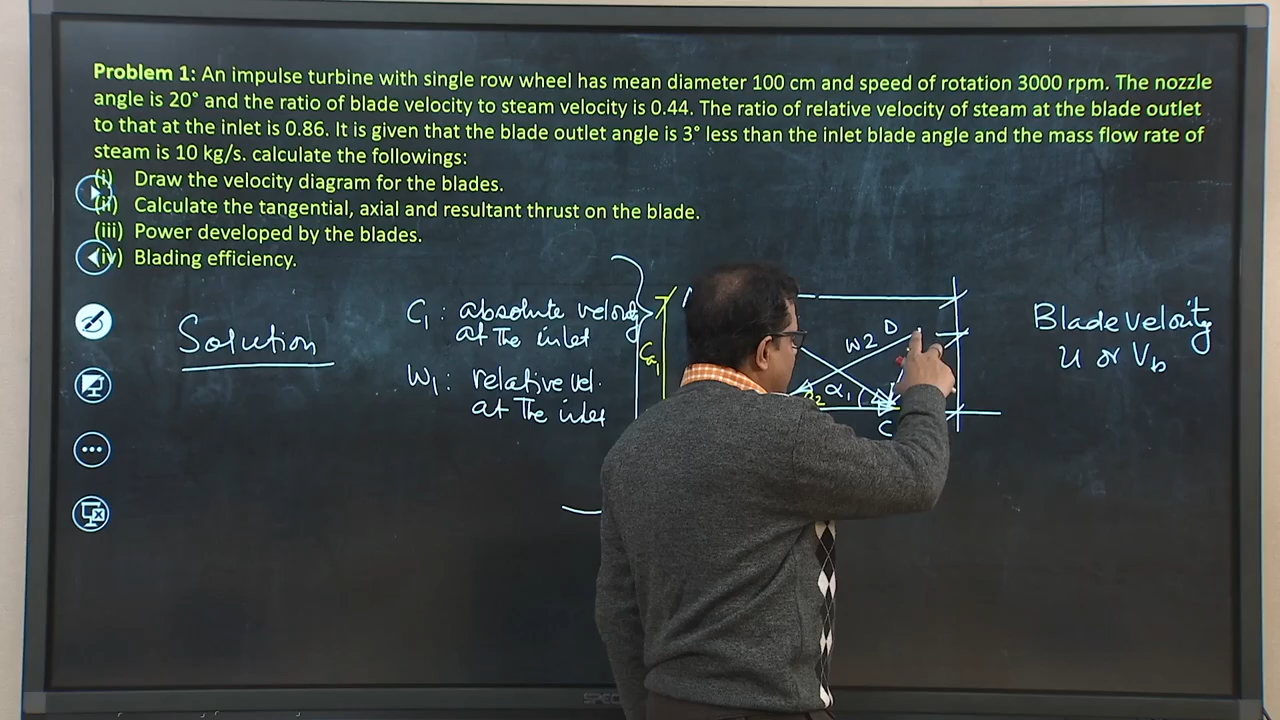 Problem 1: An impulse turbine with single row wheel has mean diameter 100 cm and speed of rotation 3000 rpm. The nozzle
angle is 20° and the ratio of blade velocity to steam velocity is 0.44. The ratio of relative velocity of steam at the blade outlet
to that at the inlet is 0.86. It is given that the blade outlet angle is 3° less than the inlet blade angle and the mass flow rate of
steam is 10 kg/s. calculate the followings:
(i) Draw the velocity diagram for the blades.
(ii) Calculate the tangential, axial and resultant thrust on the blade.
(iii) Power developed by the blades.
(iv) Blading efficiency.
Solution
C1 : absolute velocity
at the inlet
W1 : relative vel.
at the inlet
Ca1
W2
D
α1
C
Blade velocity
u or Vb